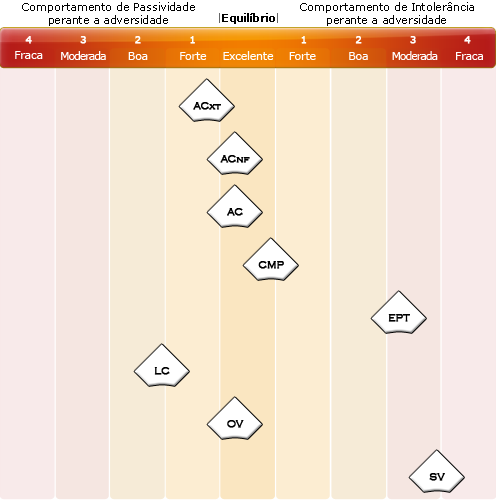 Comportamento de Passividade
perante a adversidade
|Equilíbrio|
Comportamento de Intolerância
perante a adversidade
4 3 2 1 1 2 3 4
Fraca Moderada Boa Forte Excelente Forte Boa Moderada Fraca
ACXT
ACNF
AC
CMP
EPT
LC
OV
SV